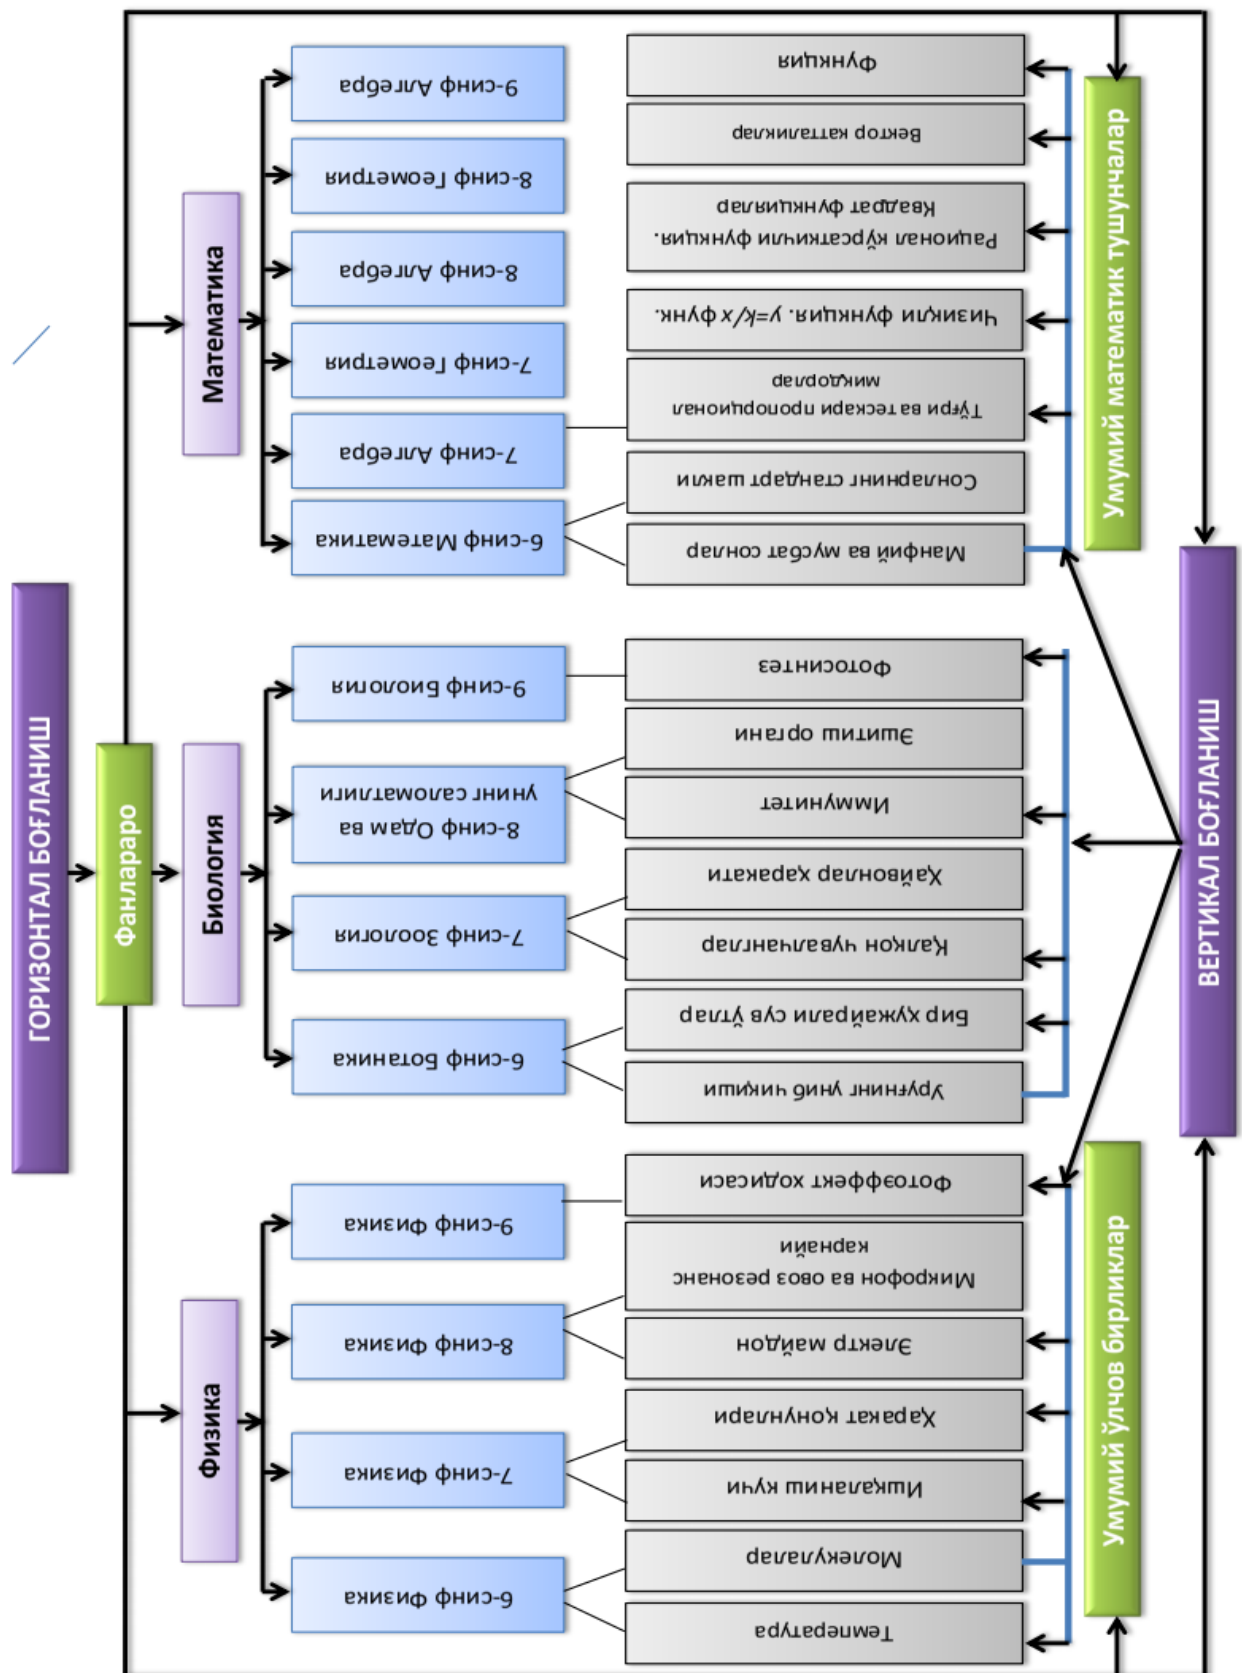 ГОРИЗОНТАЛ БОҒЛАНИШ
Фанлараро
Математика
9-синф Алгебра
8-синф Геометрия
8-синф Алгебра
7-синф Геометрия
7-синф Алгебра
6-синф Математика
Функция
Вектор катталиклар
Рационал кўрсаткичли функция.
Квадрат функциялар
Чизиқли функция. y=k/x функ.
Тўғри ва тескари пропорционал
миқдорлар
Сонларнинг стандарт шакли
Манфий ва мусбат сонлар
Умумий математик тушунчалар
Биология
9-синф Биология
8-синф Одам ва
унинг саломатлиги
7-синф Зоология
6-синф Ботаника
Фотосинтез
Эшитиш органи
Иммунитет
Ҳайвонлар ҳаракати
Қалқон чувалчанглар
Бир хужайрали сув ўтлар
Уруғнинг униб чиқиши
ВЕРТИКАЛ БОҒЛАНИШ
Физика
9-синф Физика
8-синф Физика
7-синф Физика
6-синф Физика
Фотоэффект ходисаси
Микрофон ва овоз резонанс
карнайи
Электр майдон
Ҳаракат қонунлари
Ишқаланиш кучи
Молекулалар
Температура
Умумий ўлчов бирликлар